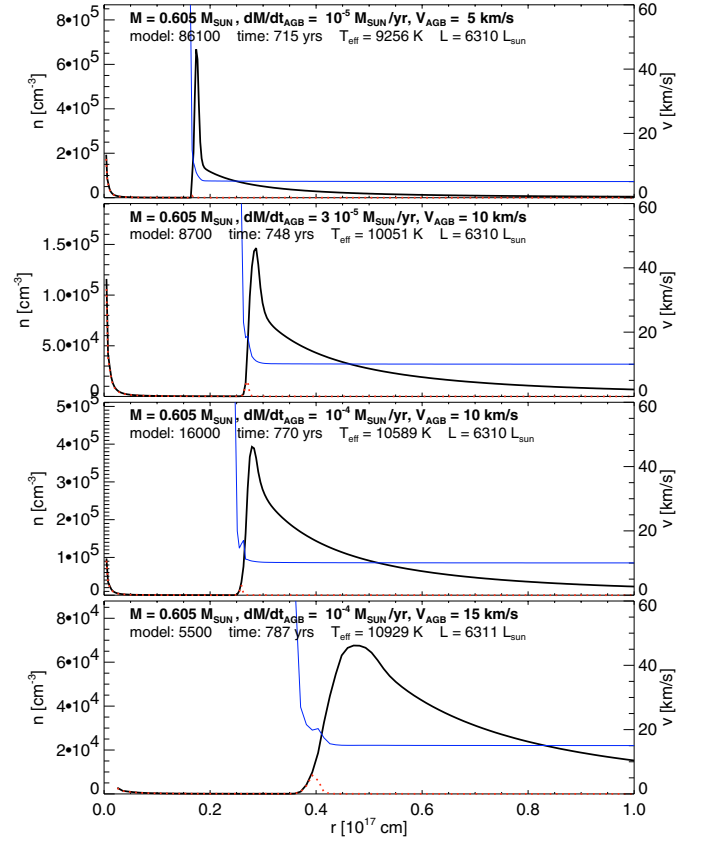 M = 0.605 M_SUN, dM/dt_AGB = 10^-5 M_SUN/yr, V_AGB = 5 km/s
model: 86100 time: 715 yrs T_eff = 9256 K L = 6310 L_sun
8•10^5
6•10^5
4•10^5
2•10^5
0
n [cm^-3]
60
40
20
0
v [km/s]
M = 0.605 M_SUN, dM/dt_AGB = 3 10^-5 M_SUN/yr, V_AGB = 10 km/s
model: 8700 time: 748 yrs T_eff = 10051 K L = 6310 L_sun
1.5•10^5
1.0•10^5
5.0•10^4
0
n [cm^-3]
60
40
20
0
v [km/s]
M = 0.605 M_SUN, dM/dt_AGB = 10^-4 M_SUN/yr, V_AGB = 10 km/s
model: 16000 time: 770 yrs T_eff = 10589 K L = 6310 L_sun
5•10^5
4•10^5
3•10^5
2•10^5
1•10^5
0
n [cm^-3]
60
40
20
0
v [km/s]
M = 0.605 M_SUN, dM/dt_AGB = 10^-4 M_SUN/yr, V_AGB = 15 km/s
model: 5500 time: 787 yrs T_eff = 10929 K L = 6311 L_sun
8•10^4
6•10^4
4•10^4
2•10^4
0
n [cm^-3]
60
40
20
0
v [km/s]
0.0 0.2 0.4 0.6 0.8 1.0
r [10^17 cm]